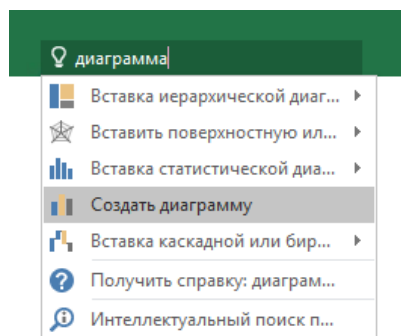 диаграмма
Вставка иерархической диаг...
Вставить поверхностную ил...
Вставка статистической диа...
Создать диаграмму
Вставка каскадной или бир...
Получить справку: диаграм...
Интеллектуальный поиск п...